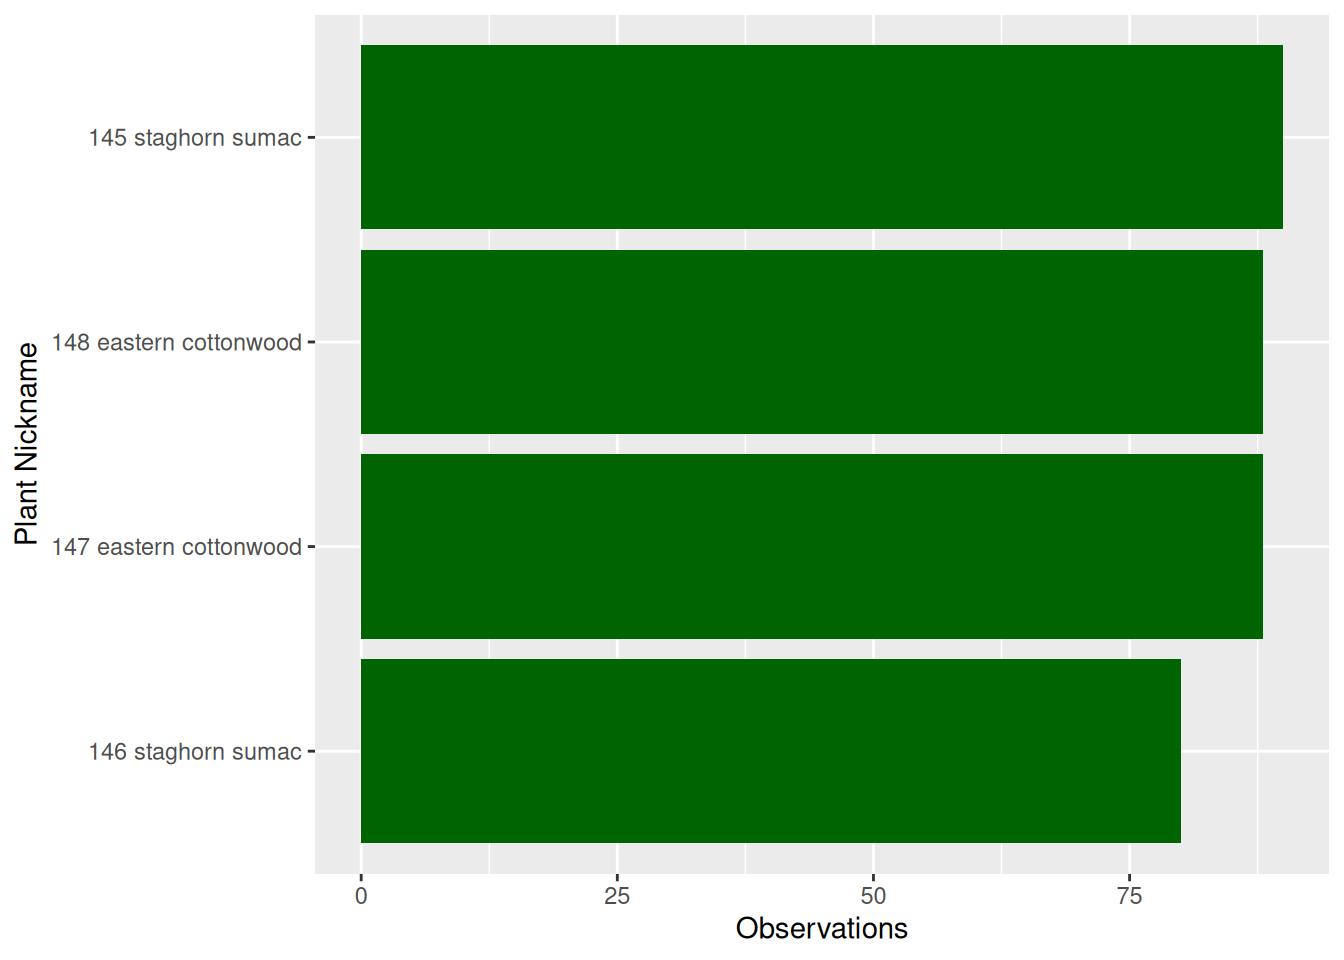 Plant Nickname
145 staghorn sumac
148 eastern cottonwood
147 eastern cottonwood
146 staghorn sumac
0 25 50 75
Observations